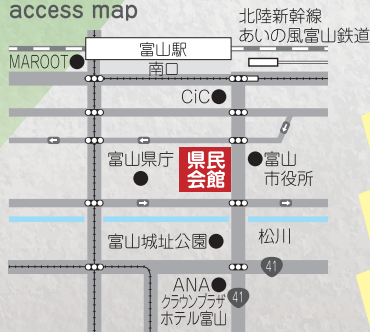 access map
北陸新幹線
あいの風富山鉄道
富山駅
MAROOT
南口
CiC
富山県庁
県民
会館
富山
市役所
富山城址公園
松川
41
ANA
クラウンプラザ
ホテル富山
41